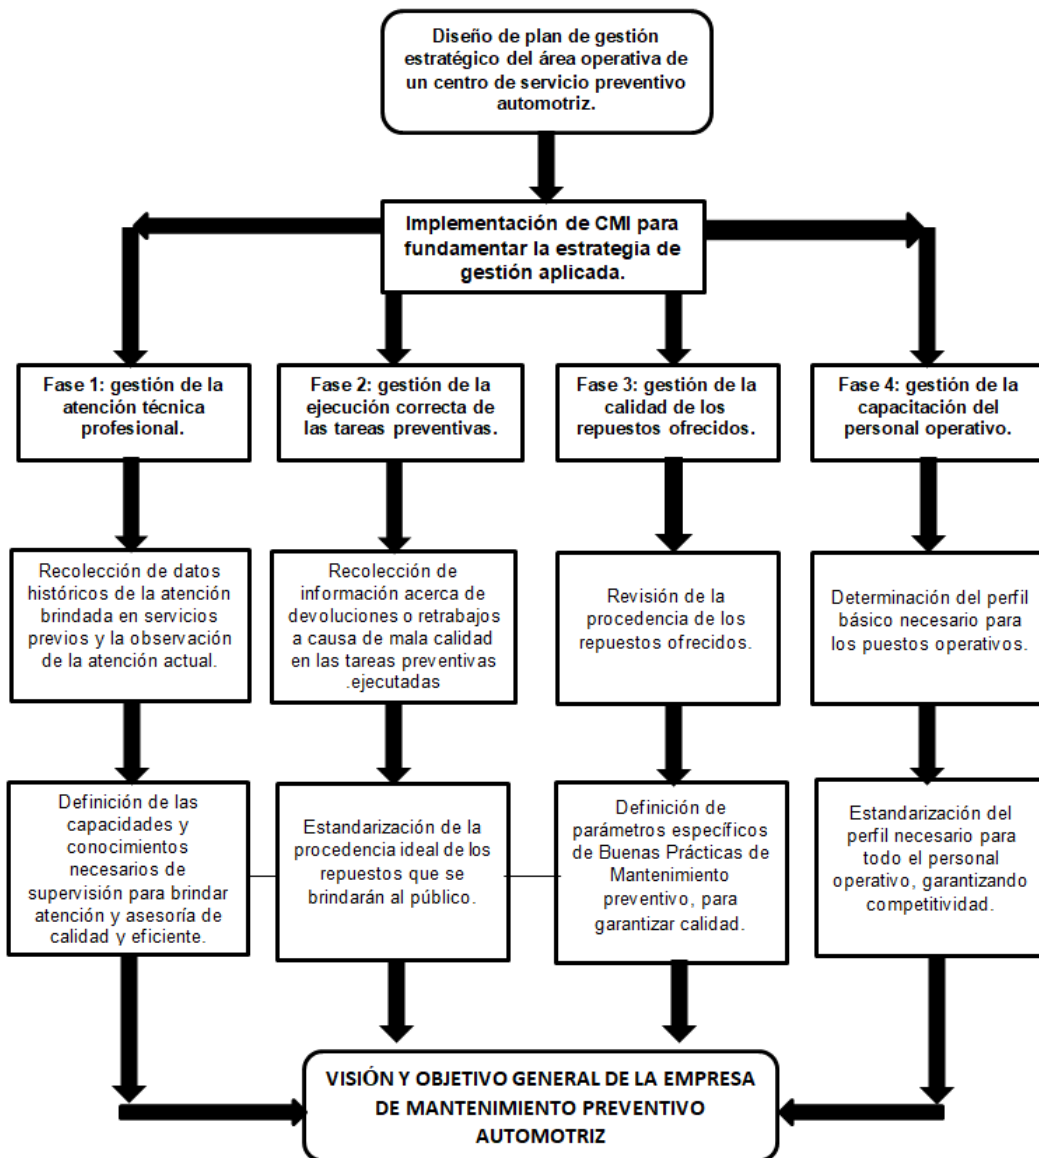 Diseño de plan de gestión
estratégico del área operativa de
un centro de servicio preventivo
automotriz.
Implementación de CMI para
fundamentar la estrategia de
gestión aplicada.
Fase 1: gestión de la
atención técnica
profesional.
Fase 2: gestión de la
ejecución correcta de
las tareas preventivas.
Fase 3: gestión de la
calidad de los
repuestos ofrecidos.
Fase 4: gestión de la
capacitación del
personal operativo.
Recolección de datos
históricos de la atención
brindada en servicios
previos y la observación
de la atención actual.
Recolección de
información acerca de
devoluciones o retrabajos
a causa de mala calidad
en las tareas preventivas
.ejecutadas
Revisión de la
procedencia de los
repuestos ofrecidos.
Determinación del perfil
básico necesario para
los puestos operativos.
Definición de las
capacidades y
conocimientos
necesarios de
supervisión para brindar
atención y asesoría de
calidad y eficiente.
Estandarización de la
procedencia ideal de los
repuestos que se
brindarán al público.
Definición de
parámetros específicos
de Buenas Prácticas de
Mantenimiento
preventivo, para
garantizar calidad.
Estandarización del
perfil necesario para
todo el personal
operativo, garantizando
competitividad.
VISIÓN Y OBJETIVO GENERAL DE LA EMPRESA
DE MANTENIMIENTO PREVENTIVO
AUTOMOTRIZ